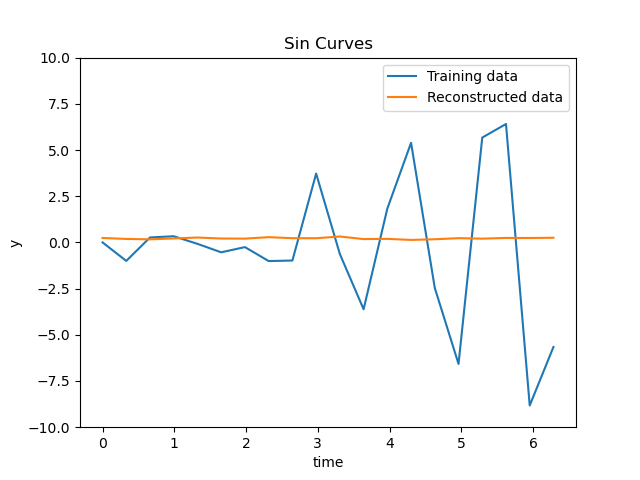 Sin Curves
Training data
Reconstructed data
10.0
7.5
5.0
2.5
0.0
−2.5
−5.0
−7.5
−10.0
y
0 1 2 3 4 5 6
time